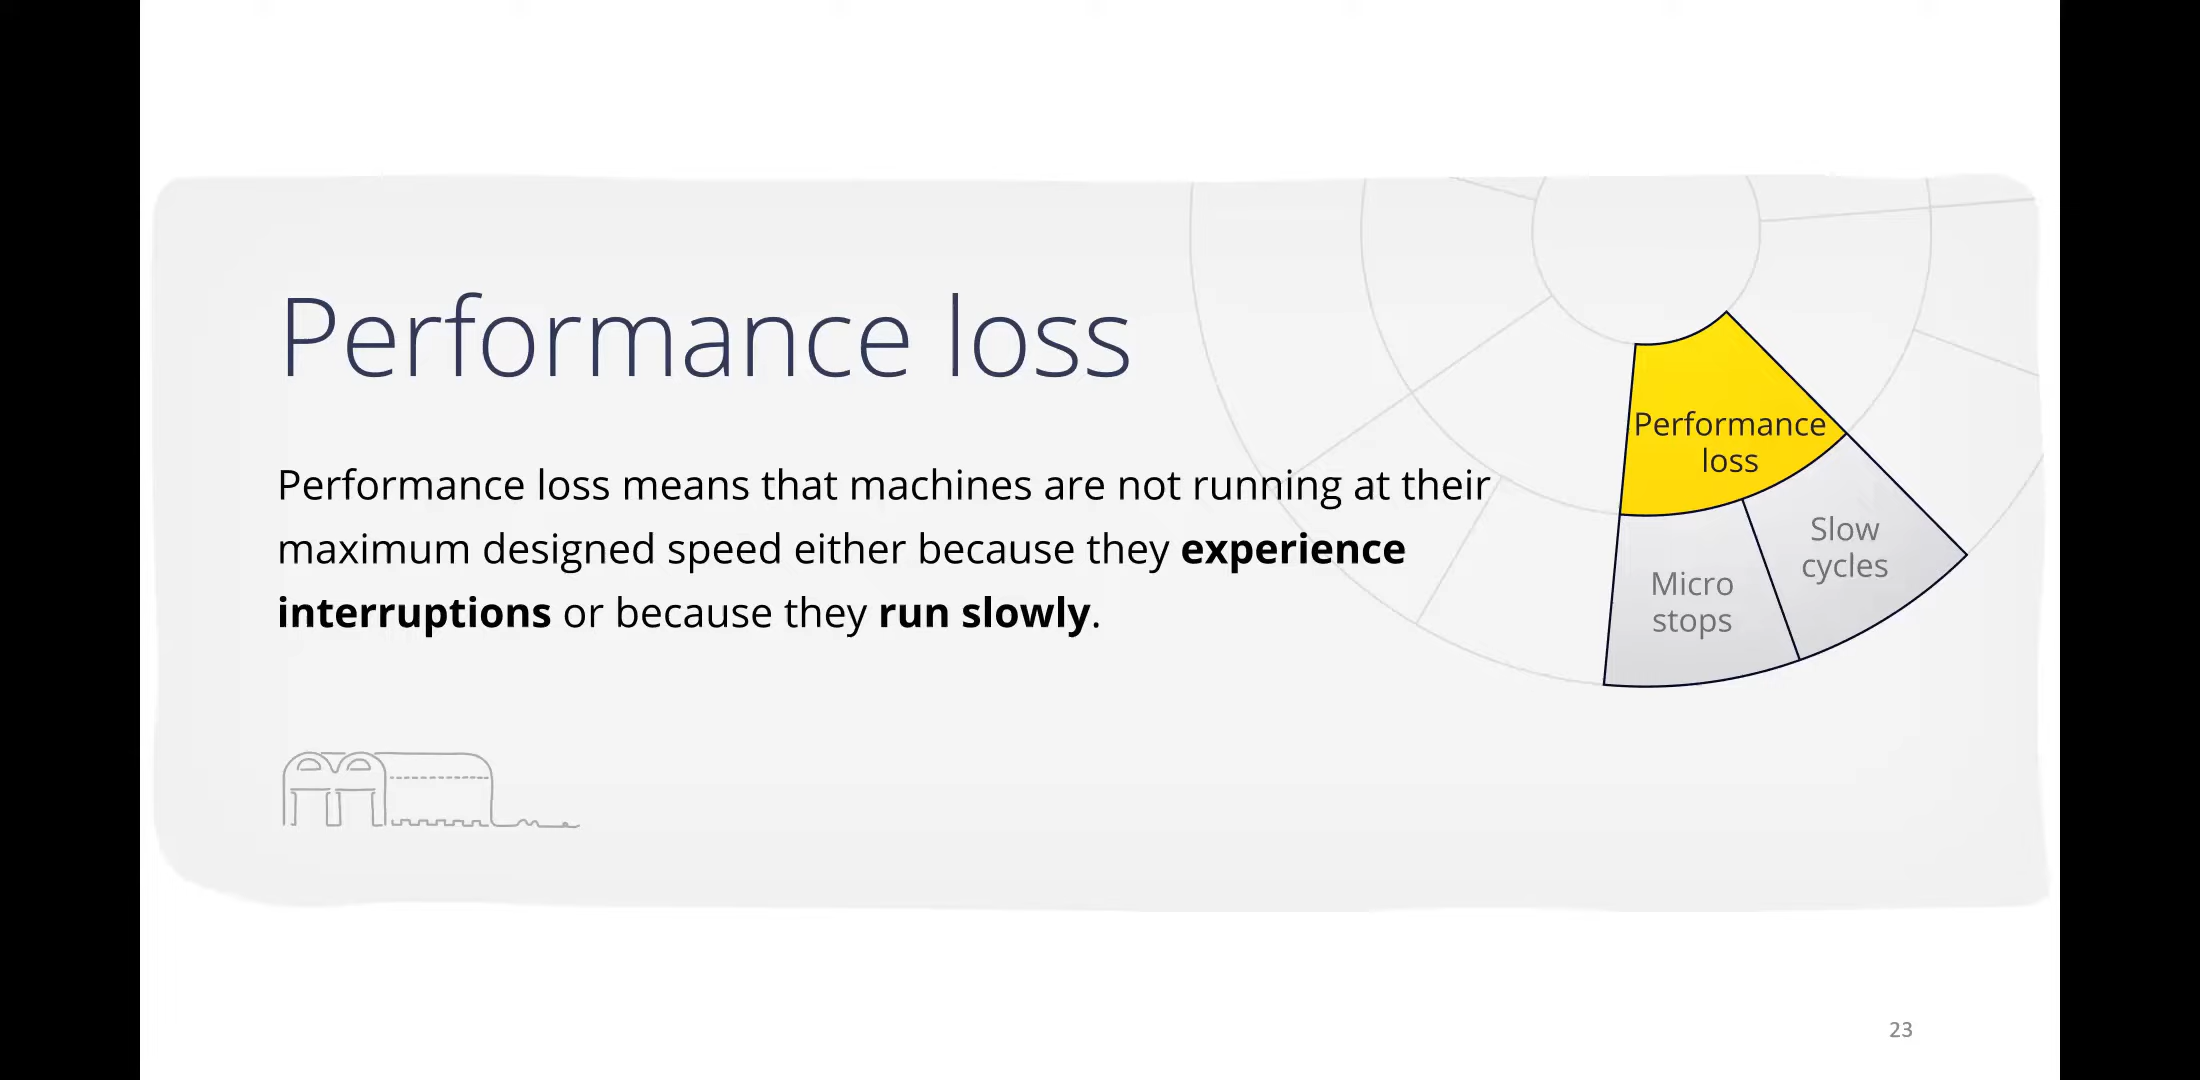 Performance loss
Performance loss means that machines are not running at their
maximum designed speed either because they experience
interruptions or because they run slowly.
Performance
loss
Slow
cycles
Micro
stops
23